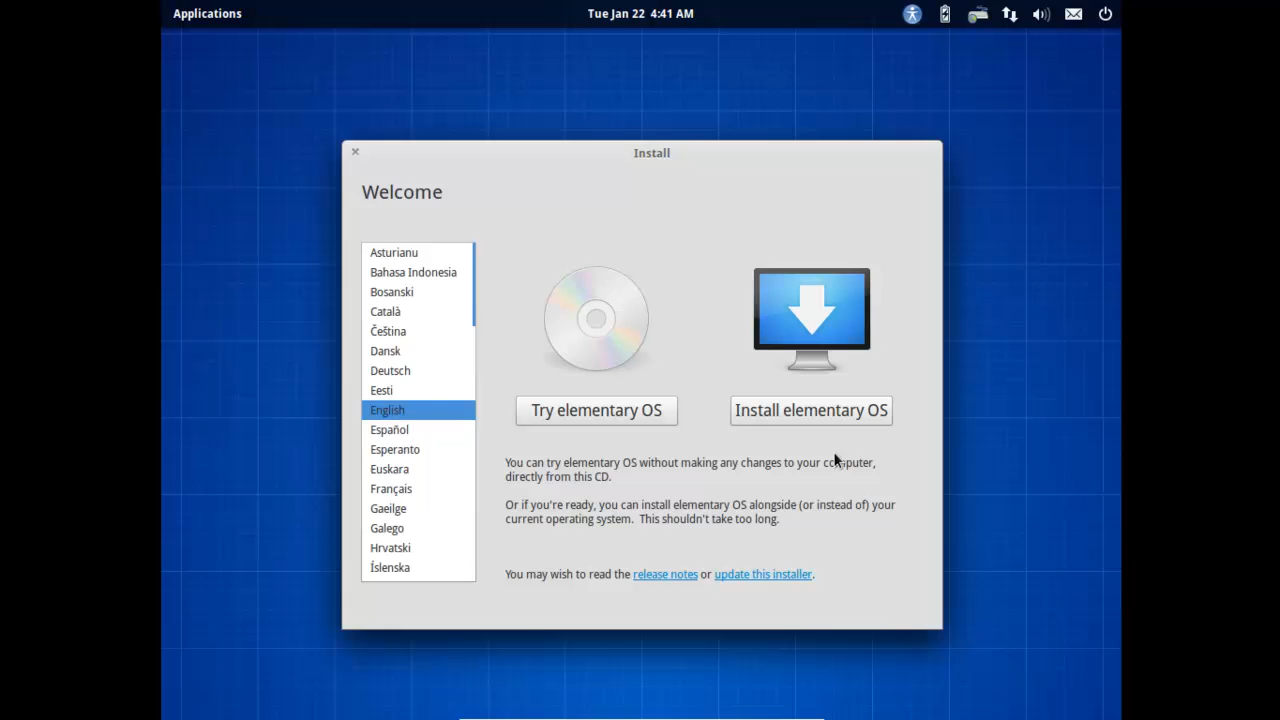 Applications
Tue Jan 22 4:41 AM
Install
Welcome
Asturianu
Bahasa Indonesia
Bosanski
Català
Čeština
Dansk
Deutsch
Eesti
English
Español
Esperanto
Euskara
Français
Gaeilge
Galego
Hrvatski
Íslenska
Try elementary OS
Install elementary OS
You can try elementary OS without making any changes to your computer,
directly from this CD.
Or if you're ready, you can install elementary OS alongside (or instead of) your
current operating system. This shouldn't take too long.
You may wish to read the release notes or update this installer.